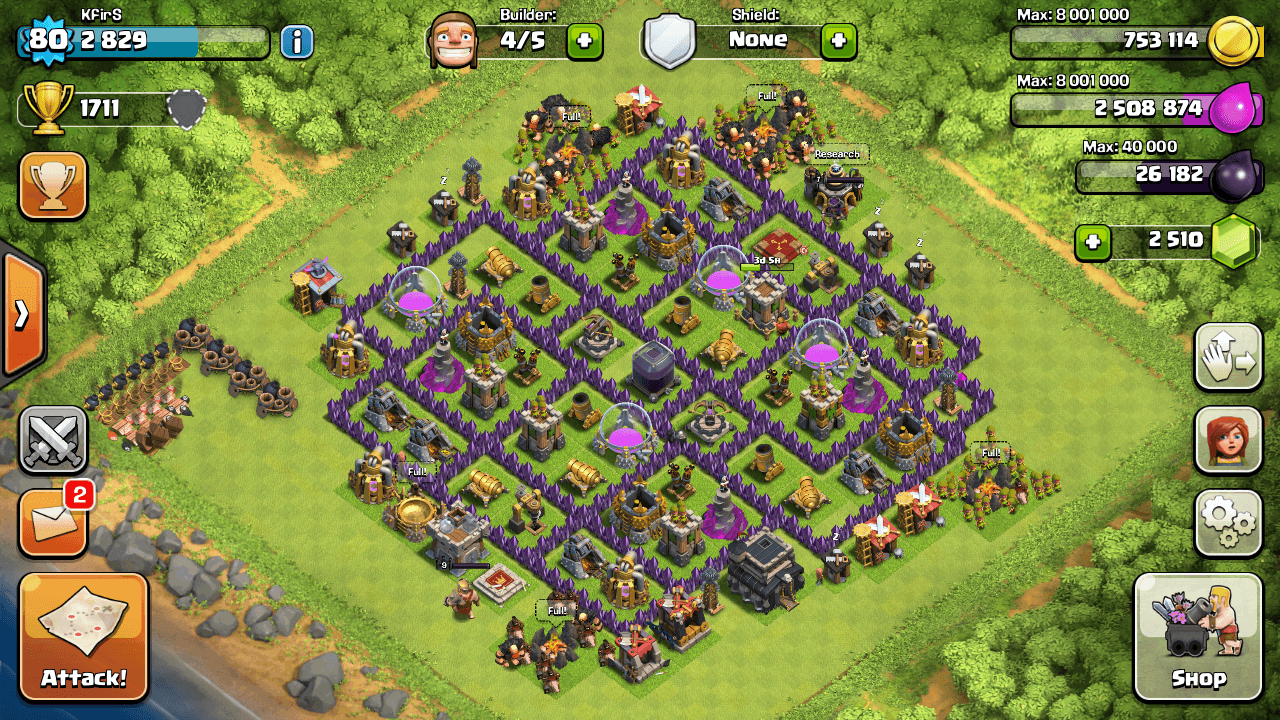 KfirS
80 2 829
i
1711
Builder:
4/5
Shield:
None
Max: 8 001 000
753 114
Max: 8 001 000
2 508 874
Max: 40 000
26 182
2 510
Full!
Full!
Research
7
z
z
z
3d 5H
Full!
Full!
9
z
Full!
2
Attack!
Shop